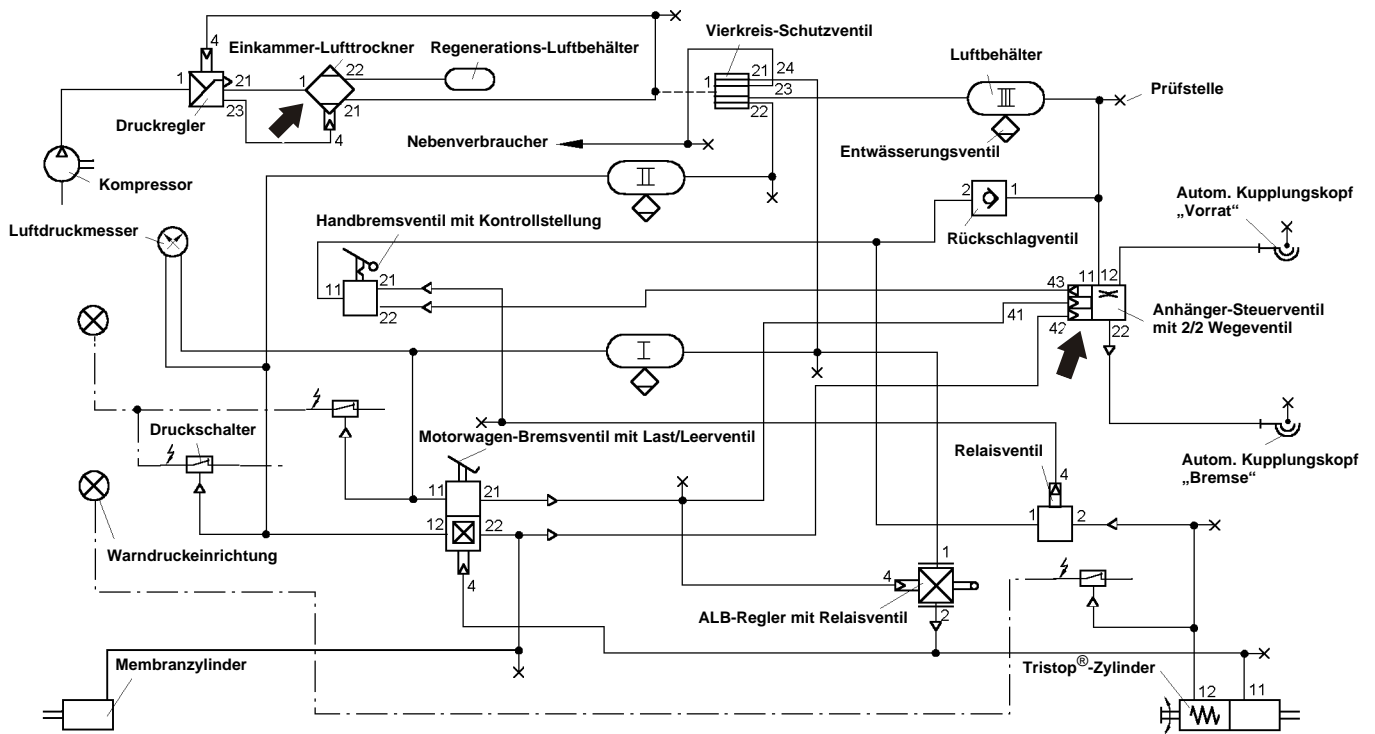 4
Einkammer-Lufttrockner
Regenerations-Luftbehälter
Vierkreis-Schutzventil
Luftbehälter
1
21
1
22
23
21
4
Druckregler
1
21
24
23
22
III
Prüfstelle
Kompressor
Nebenverbraucher
Entwässerungsventil
II
2
1
Rückschlagventil
Autom. Kupplungskopf
„Vorrat“
Luftdruckmesser
Handbremsventil mit Kontrollstellung
11
21
22
43
11
12
41
42
22
Anhänger-Steuerventil
mit 2/2 Wegeventil
I
Druckschalter
Motorwagen-Bremsventil mit Last/Leerventil
11
21
12
22
4
Relaisventil
4
1
2
Autom. Kupplungskopf
„Bremse“
Warndruckeinrichtung
1
4
2
ALB-Regler mit Relaisventil
Membranzylinder
Tristop®-Zylinder
12
11